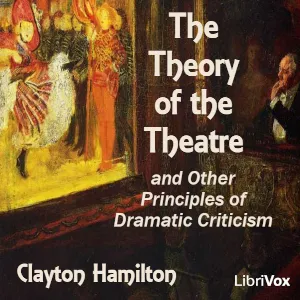 The
Theory
of the
Theatre
and Other
Principles of
Dramatic Criticism
Clayton Hamilton
LibriVox